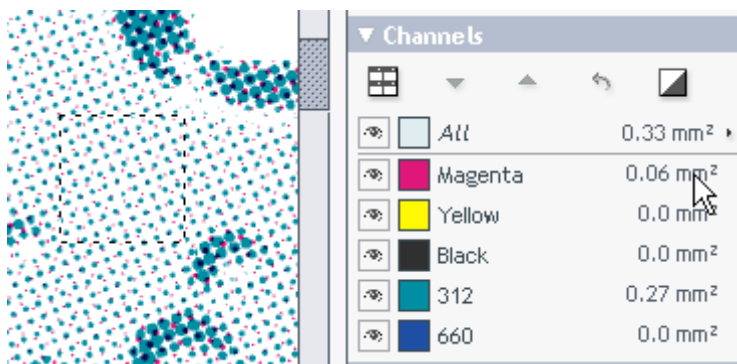 Channels
All 0.33 mm²
Magenta 0.06 mm²
Yellow 0.0 mm²
Black 0.0 mm²
312 0.27 mm²
660 0.0 mm²